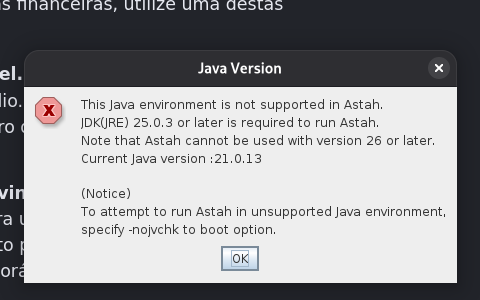 s financeiras, utilize uma destas
Java Version
el.
dio.
ro
This Java environment is not supported in Astah.
JDK(JRE) 25.0.3 or later is required to run Astah.
Note that Astah cannot be used with version 26 or later.
Current Java version :21.0.13
(Notice)
To attempt to run Astah in unsupported Java environment,
specify -nojvchk to boot option.
OK
vin
ra u
to p
orá